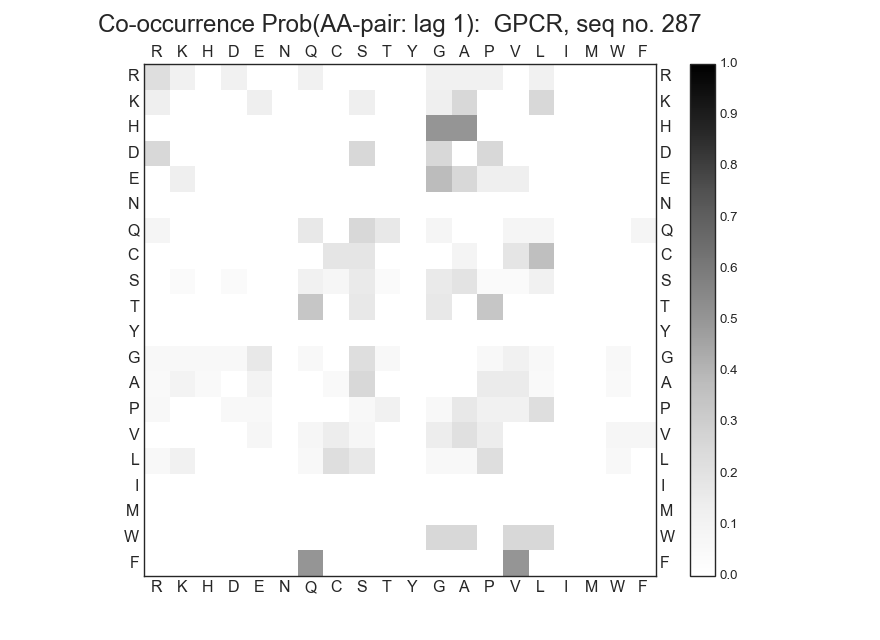 Co-occurrence Prob(AA-pair: lag 1):  GPCR, seq no. 287
R K H D E N Q C S T Y G A P V L I M W F
R R 1.0
K K 0.9
H H 0.8
D D
E E 0.7
N N
Q Q 0.6
C C
S S
T T 0.5
Y Y
G G 0.4
A A
P P 0.3
V V
L L 0.2
I I
M M 0.1
W W
F F 0.0
R K H D E N Q C S T Y G A P V L I M W F